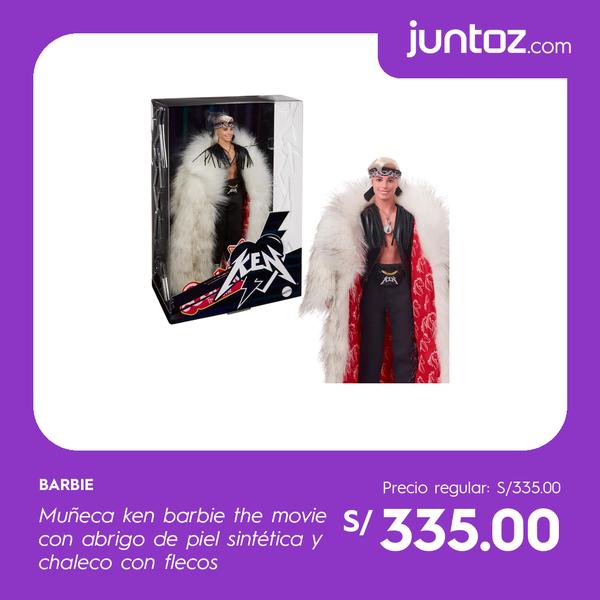 juntoz.com
KEN
KEN
BARBIE
Precio regular: S/335.00
Muñeca ken barbie the movie
con abrigo de piel sintética y
chaleco con flecos
S/ 335.00